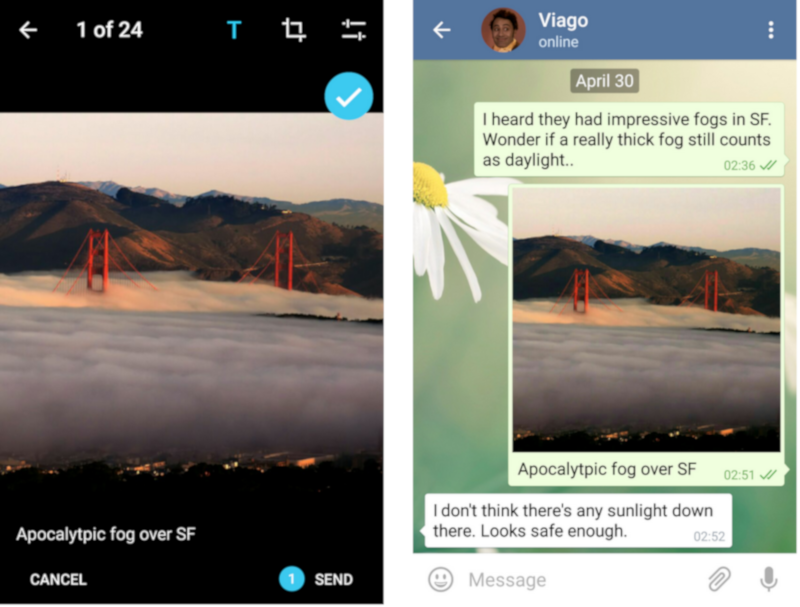 1 of 24
T
Apocalytpic fog over SF
CANCEL
1
SEND
Viago
online
April 30
I heard they had impressive fogs in SF.
Wonder if a really thick fog still counts
as daylight..
02:36
Apocalytpic fog over SF
02:51
I don't think there's any sunlight down
there. Looks safe enough.
02:52
Message